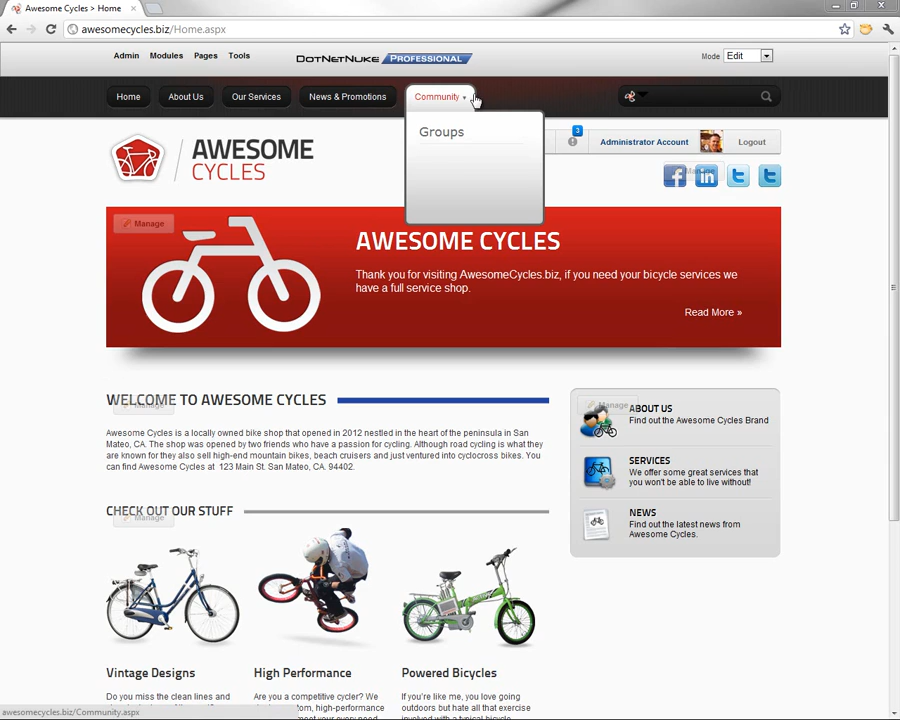 Awesome Cycles > Home
awesomecycles.biz/Home.aspx
Admin Modules Pages Tools
DOTNETNUKE PROFESSIONAL
Mode Edit
Home About Us Our Services News & Promotions Community
Groups
3
Administrator Account Logout
AWESOME
CYCLES
Manage
Manage
AWESOME CYCLES
Thank you for visiting AwesomeCycles.biz, if you need your bicycle services we
have a full service shop.
Read More »
WELCOME TO AWESOME CYCLES
Manage
Awesome Cycles is a locally owned bike shop that opened in 2012 nestled in the heart of the peninsula in San
Mateo, CA. The shop was opened by two friends who have a passion for cycling. Although road cycling is what they
are known for they also sell high-end mountain bikes, beach cruisers and just ventured into cyclocross bikes. You
can find Awesome Cycles at 123 Main St. San Mateo, CA. 94402.
Manage
ABOUT US
Find out the Awesome Cycles Brand
SERVICES
We offer some great services that
you won't be able to live without!
NEWS
Find out the latest news from
Awesome Cycles.
CHECK OUT OUR STUFF
Manage
Vintage Designs
Do you miss the clean lines and
High Performance
Are you a competitive cycler? We
high-performance
Powered Bicycles
If you're like me, you love going
outdoors but hate all that exercise
involved with a typical bicycle
awesomecycles.biz/Community.aspx